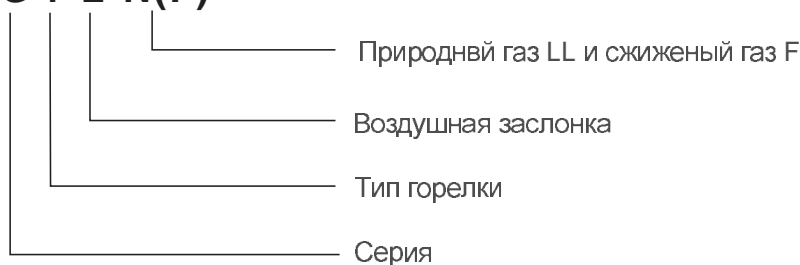 Природнвй газ LL и сжиженый газ F
Воздушная заслонка
Тип горелки
Серия